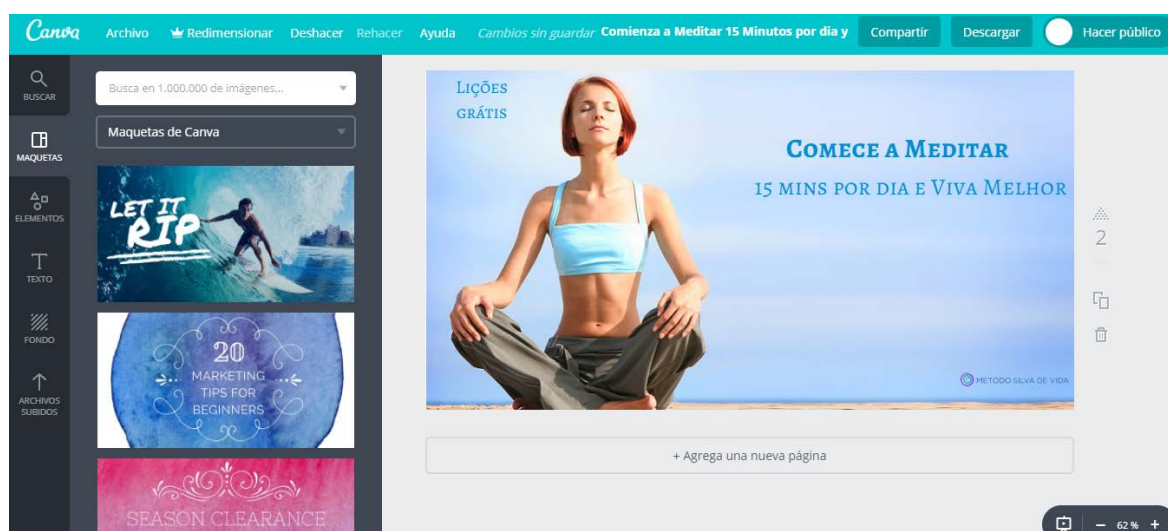 Canva
Archivo
Redimensionar
Deshacer
Rehacer
Ayuda
Cambios sin guardar
Comienza a Meditar 15 Minutos por dia y
Compartir
Descargar
Hacer público
BUSCAR
MAQUETAS
ELEMENTOS
TEXTO
FONDO
ARCHIVOS
SUBIDOS
Busca en 1.000.000 de imágenes...
Maquetas de Canva
LET IT
RIP
20
MARKETING
TIPS FOR
BEGINNERS
SEASON CLEARANCE
LIÇÕES
GRÁTIS
COMECE A MEDITAR
15 MINS POR DIA E VIVA MELHOR
METODO SILVA DE VIDA
2
+ Agrega una nueva página
− 62 % +